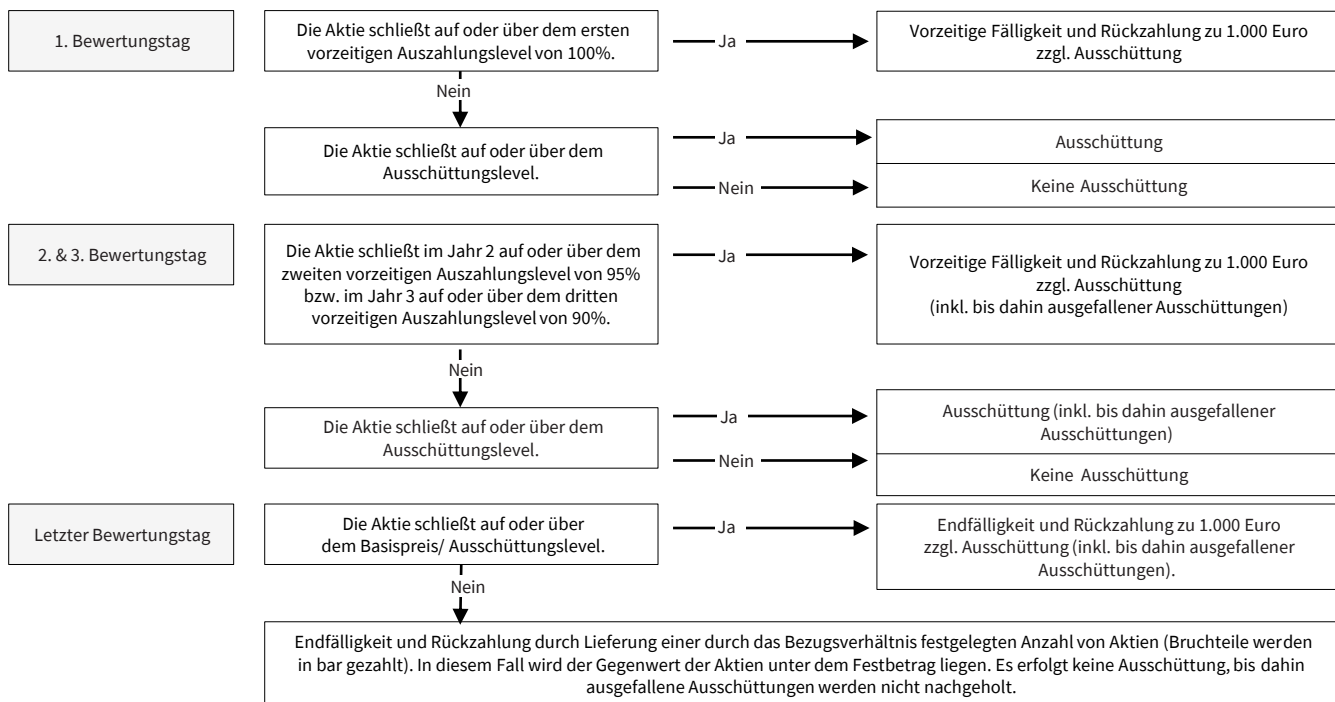 1. Bewertungstag
Die Aktie schließt auf oder über dem ersten
vorzeitigen Auszahlungslevel von 100%.
Ja
Vorzeitige Fälligkeit und Rückzahlung zu 1.000 Euro
zzgl. Ausschüttung
Nein
Die Aktie schließt auf oder über dem
Ausschüttungslevel.
Ja
Ausschüttung
Nein
Keine Ausschüttung
2. & 3. Bewertungstag
Die Aktie schließt im Jahr 2 auf oder über dem
zweiten vorzeitigen Auszahlungslevel von 95%
bzw. im Jahr 3 auf oder über dem dritten
vorzeitigen Auszahlungslevel von 90%.
Ja
Vorzeitige Fälligkeit und Rückzahlung zu 1.000 Euro
zzgl. Ausschüttung
(inkl. bis dahin ausgefallener Ausschüttungen)
Nein
Die Aktie schließt auf oder über dem
Ausschüttungslevel.
Ja
Ausschüttung (inkl. bis dahin ausgefallener
Ausschüttungen)
Nein
Keine Ausschüttung
Letzter Bewertungstag
Die Aktie schließt auf oder über
dem Basispreis/ Ausschüttungslevel.
Ja
Endfälligkeit und Rückzahlung zu 1.000 Euro
zzgl. Ausschüttung (inkl. bis dahin ausgefallener
Ausschüttungen).
Nein
Endfälligkeit und Rückzahlung durch Lieferung einer durch das Bezugsverhältnis festgelegten Anzahl von Aktien (Bruchteile werden
in bar gezahlt). In diesem Fall wird der Gegenwert der Aktien unter dem Festbetrag liegen. Es erfolgt keine Ausschüttung, bis dahin
ausgefallene Ausschüttungen werden nicht nachgeholt.